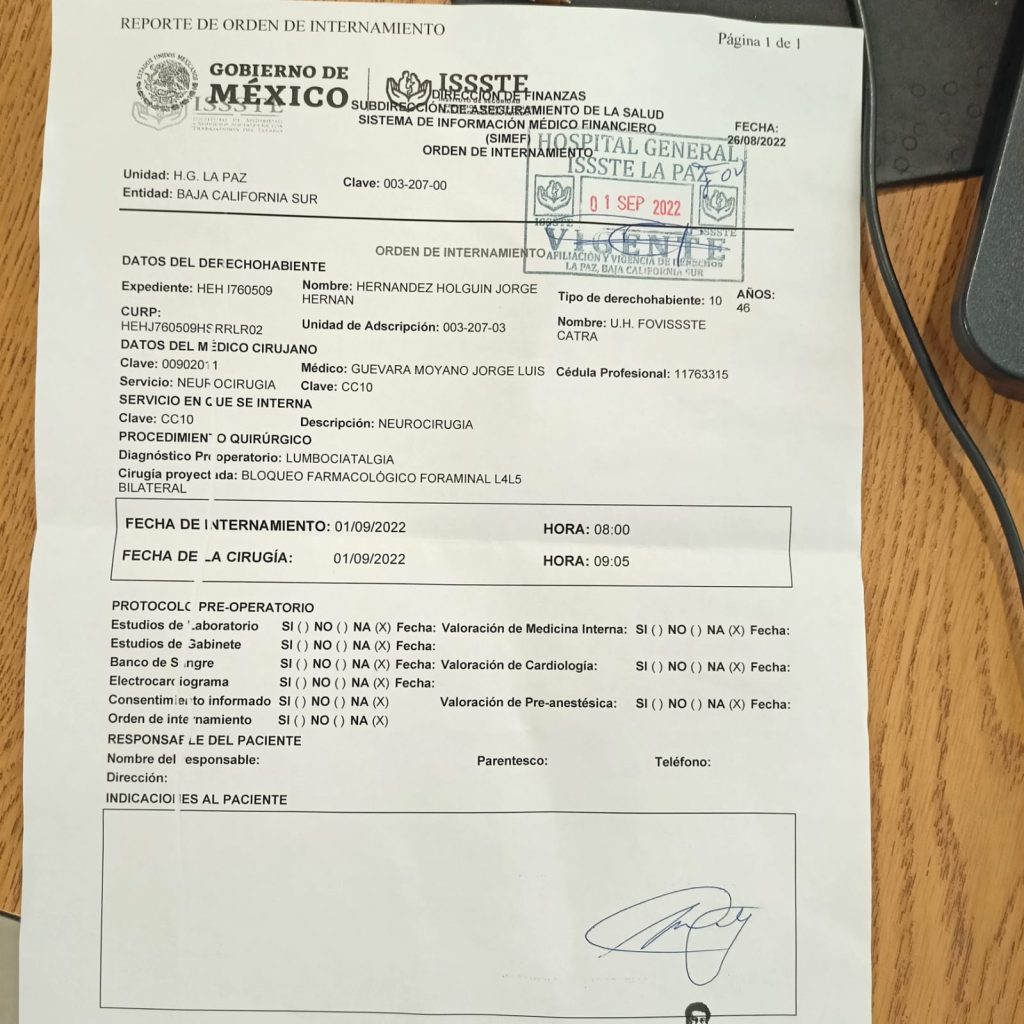 REPORTE DE ORDEN DE INTERNAMIENTO
Página 1 de 1
GOBIERNO DE
MÉXICO
ISSSTE
ISSSTE
DIRECCIÓN DE FINANZAS
SUBDIRECCIÓN DE ASEGURAMIENTO DE LA SALUD
SISTEMA DE INFORMACIÓN MÉDICO FINANCIERO
(SIMEF)
ORDEN DE INTERNAMIENTO
FECHA:
26/08/2022
HOSPITAL GENERAL
ISSSTE LA PAZ
01 SEP 2022
ISSSTE
ISSSTE
VIGENTE
AFILIACIÓN Y VIGENCIA DE DERECHOS
LA PAZ, BAJA CALIFORNIA SUR
Unidad: H.G. LA PAZ
Clave: 003-207-00
Entidad: BAJA CALIFORNIA SUR
ORDEN DE INTERNAMIENTO
DATOS DEL DERECHOHABIENTE
Expediente: HEHJ760509 Nombre: HERNANDEZ HOLGUIN JORGE HERNAN Tipo de derechohabiente: 10 AÑOS: 46
CURP:
HEHJ760509HSRRLR02 Unidad de Adscripción: 003-207-03 Nombre: U.H. FOVISSSTE CATRA
DATOS DEL MÉDICO CIRUJANO
Clave: 00902011 Médico: GUEVARA MOYANO JORGE LUIS Cédula Profesional: 11763315
Servicio: NEUROCIRUGIA Clave: CC10
SERVICIO EN QUE SE INTERNA
Clave: CC10 Descripción: NEUROCIRUGIA
PROCEDIMIENTO QUIRÚRGICO
Diagnóstico Preoperatorio: LUMBOCIATALGIA
Cirugía proyectada: BLOQUEO FARMACOLÓGICO FORAMINAL L4L5
BILATERAL
FECHA DE INTERNAMIENTO: 01/09/2022 HORA: 08:00
FECHA DE LA CIRUGÍA: 01/09/2022 HORA: 09:05
PROTOCOLO PRE-OPERATORIO
Estudios de Laboratorio SI ( ) NO ( ) NA (X) Fecha: Valoración de Medicina Interna: SI ( ) NO ( ) NA (X) Fecha:
Estudios de Gabinete SI ( ) NO ( ) NA (X) Fecha:
Banco de Sangre SI ( ) NO ( ) NA (X) Fecha: Valoración de Cardiología: SI ( ) NO ( ) NA (X) Fecha:
Electrocardiograma SI ( ) NO ( ) NA (X) Fecha:
Consentimiento informado SI ( ) NO ( ) NA (X) Valoración de Pre-anestésica: SI ( ) NO ( ) NA (X) Fecha:
Orden de internamiento SI ( ) NO ( ) NA (X)
RESPONSABLE DEL PACIENTE
Nombre del responsable: Parentesco: Teléfono:
Dirección:
INDICACIONES AL PACIENTE